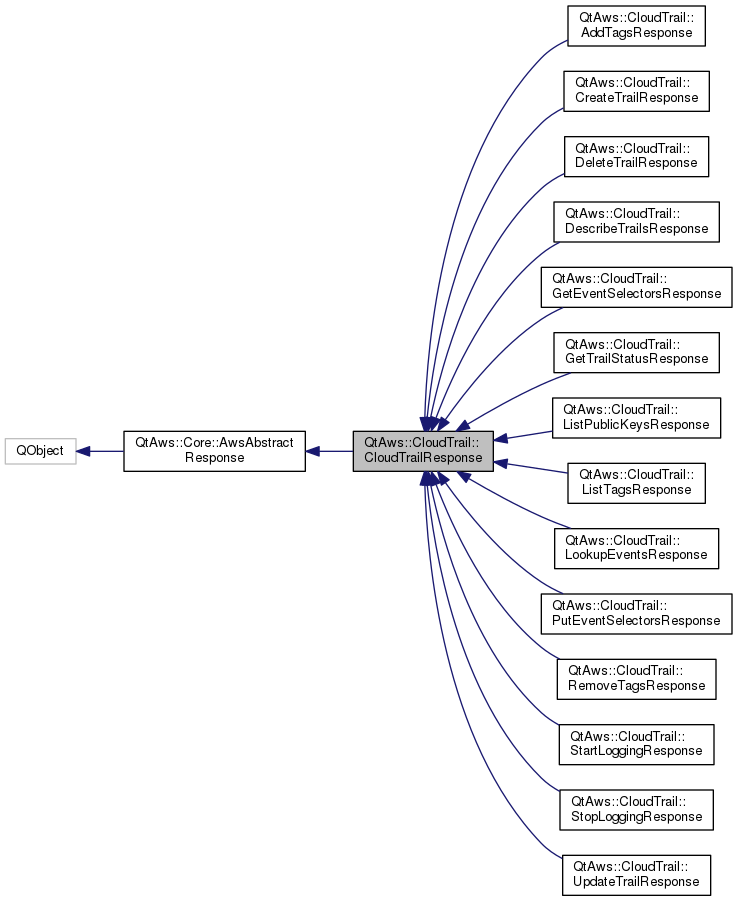 QObject
QtAws::Core::AwsAbstract
Response
QtAws::CloudTrail::
CloudTrailResponse
QtAws::CloudTrail::
AddTagsResponse
QtAws::CloudTrail::
CreateTrailResponse
QtAws::CloudTrail::
DeleteTrailResponse
QtAws::CloudTrail::
DescribeTrailsResponse
QtAws::CloudTrail::
GetEventSelectorsResponse
QtAws::CloudTrail::
GetTrailStatusResponse
QtAws::CloudTrail::
ListPublicKeysResponse
QtAws::CloudTrail::
ListTagsResponse
QtAws::CloudTrail::
LookupEventsResponse
QtAws::CloudTrail::
PutEventSelectorsResponse
QtAws::CloudTrail::
RemoveTagsResponse
QtAws::CloudTrail::
StartLoggingResponse
QtAws::CloudTrail::
StopLoggingResponse
QtAws::CloudTrail::
UpdateTrailResponse